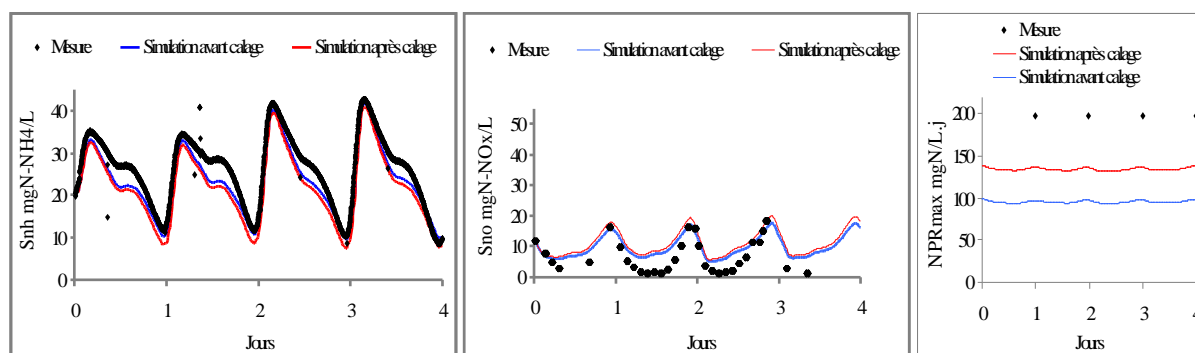 Mesure Simulation avant calage Simulation après calage
Snh mgN-NH4/L
40
30
20
10
0
0 1 2 3 4
Jours
Mesure Simulation avant calage Simulation après calage
Sno mgN-NOx/L
50
40
30
20
10
0
0 1 2 3 4
Jours
Mesure
Simulation après calage
Simulation avant calage
NPRmax mgN/L.j
200
150
100
50
0
0 1 2 3 4
Jours